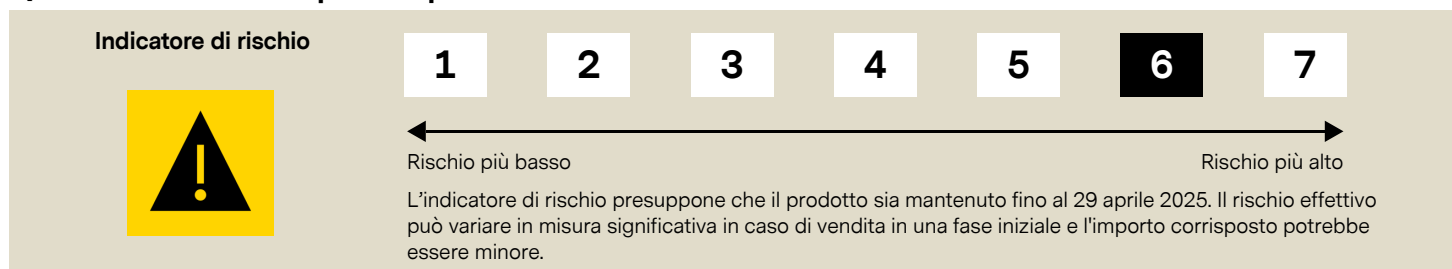 Indicatore di rischio
1 2 3 4 5 6 7
Rischio più basso
Rischio più alto
L'indicatore di rischio presuppone che il prodotto sia mantenuto fino al 29 aprile 2025. Il rischio effettivo
può variare in misura significativa in caso di vendita in una fase iniziale e l'importo corrisposto potrebbe
essere minore.